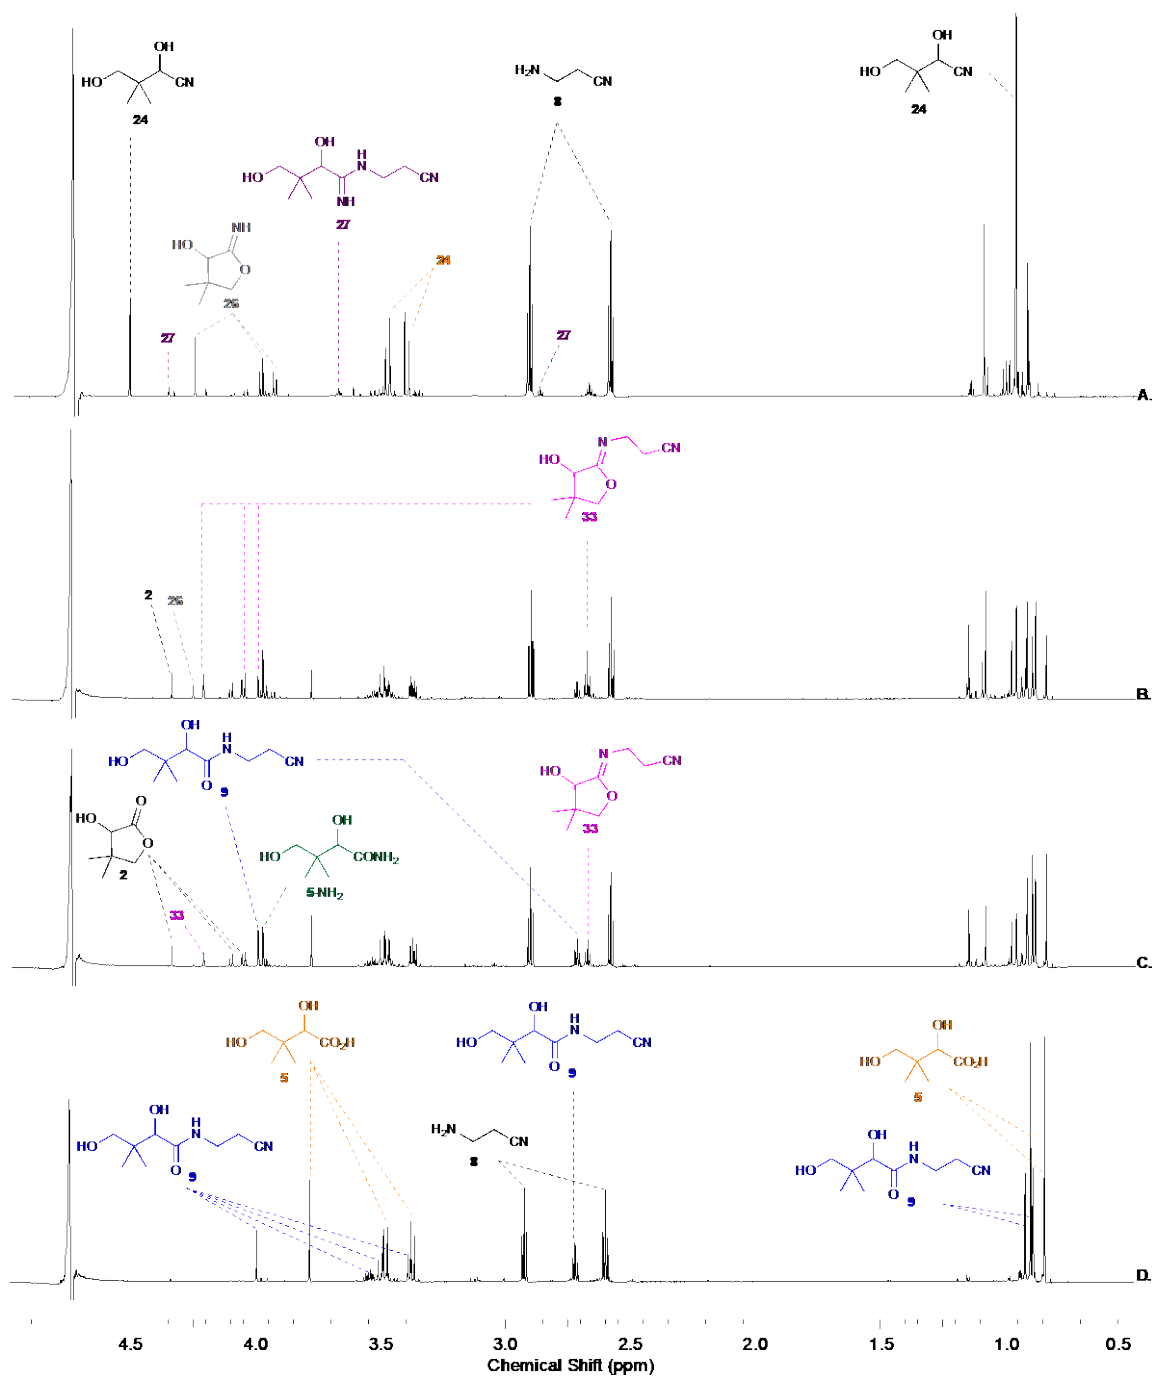 OH
HO
CN
24
H₂N
CN
8
OH
HO
CN
24
OH
H
N
HO
CN
NH
27
NH
HO
O
26
24
27
27
A.
N
CN
HO
O
33
2
26
B.
OH
H
N
HO
CN
O
9
N
CN
HO
O
33
O
HO
O
2
OH
HO
CONH₂
5-NH₂
33
C.
OH
HO
CO₂H
5
OH
H
N
HO
CN
O
9
OH
HO
CO₂H
5
OH
H
N
HO
CN
O
9
H₂N
CN
8
OH
H
N
HO
CN
O
9
D.
4.5 4.0 3.5 3.0 2.5 2.0 1.5 1.0 0.5
Chemical Shift (ppm)